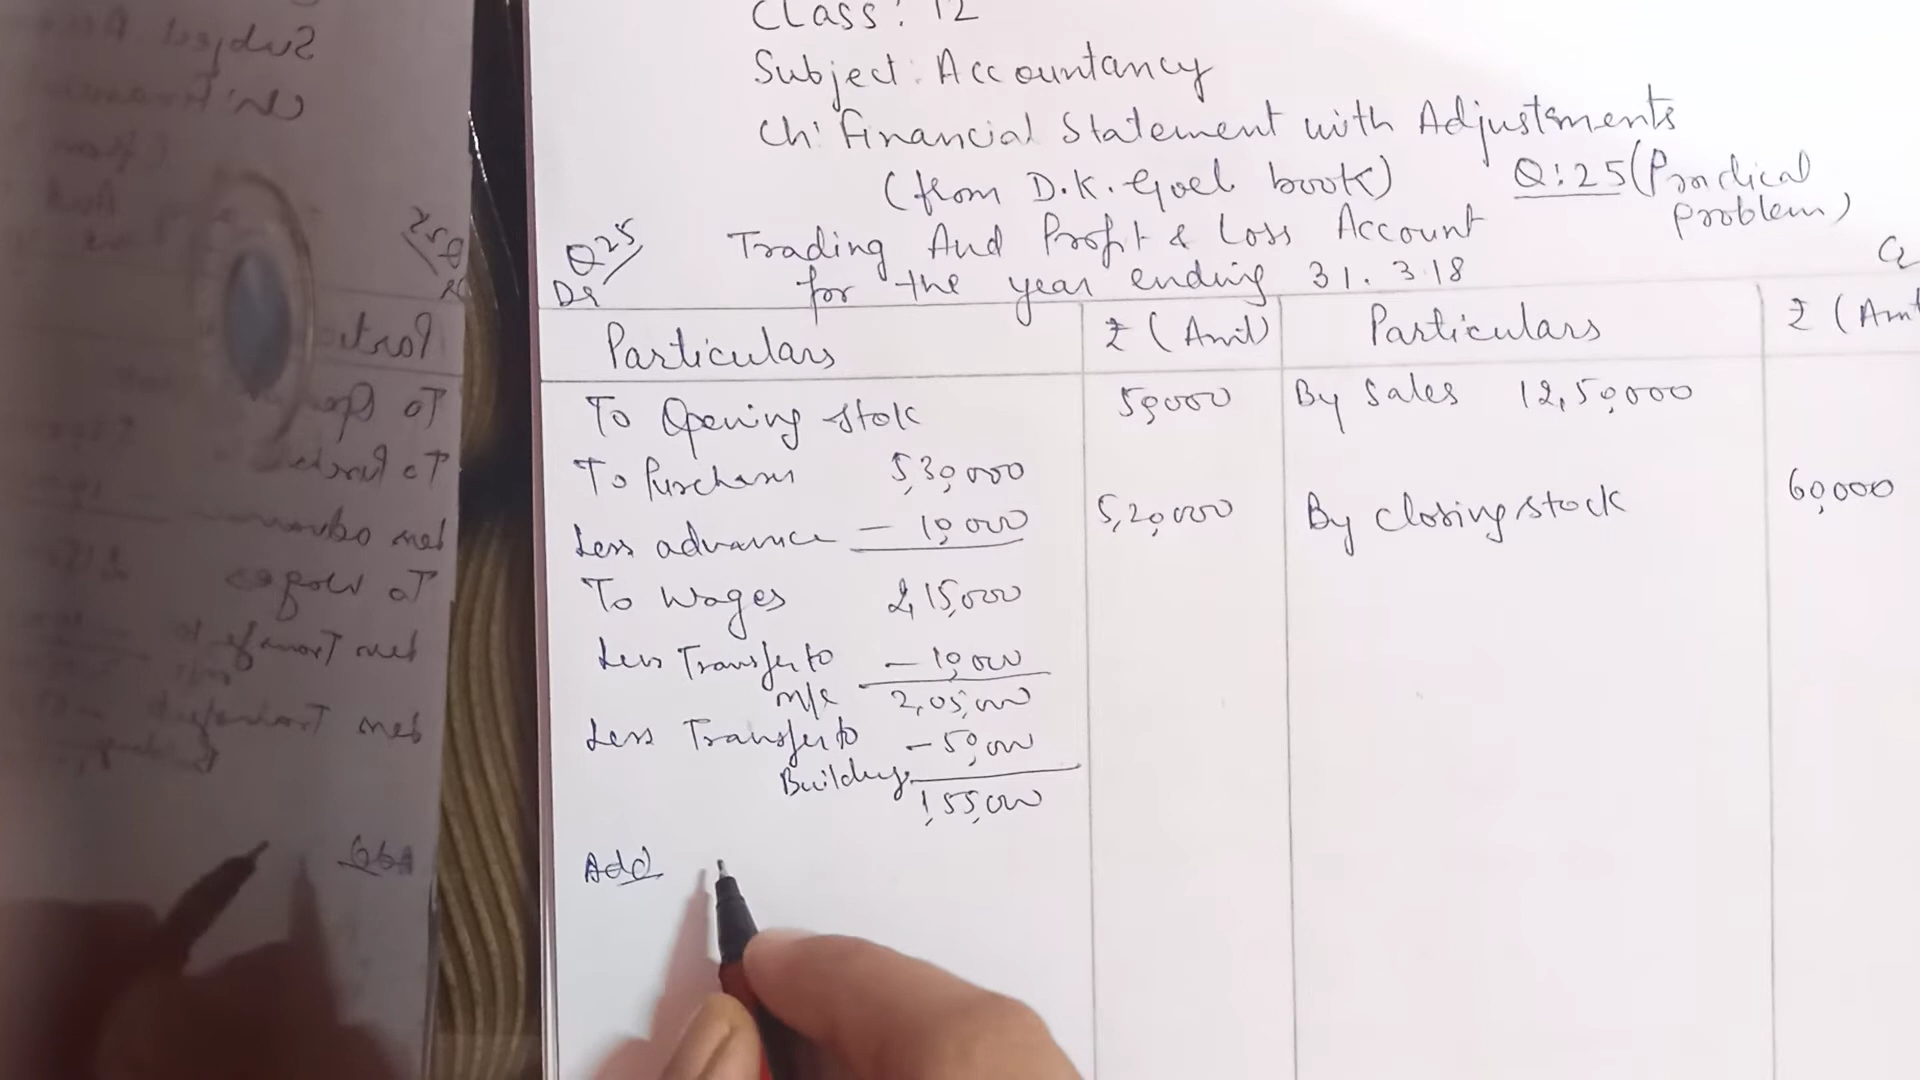 Class: 12
Subject: Accountancy
Ch: Financial Statement with Adjustements
(from D.K. Goel book) Q:25 (Practical problem)
Q25 Trading And Profit & Loss Account
for the year ending 31.3.18
Dr Cr
Particulars ₹ (Amt) Particulars ₹ (Amt
To Opening stok 50,000 By Sales 12,50,000
To Purchases 5,30,000
Less advance — 10,000 5,20,000 By closing stock 60,000
To Wages 2,15,000
Less Transfer to — 10,000
m/c 2,05,000
Less Transfer to — 50,000
Building 1,55,000
Add